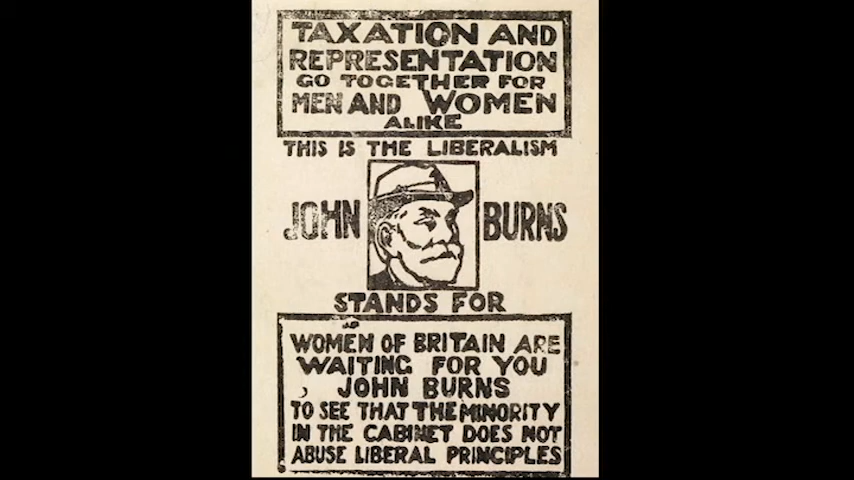 TAXATION AND
REPRESENTATION
GO TOGETHER FOR
MEN AND WOMEN
ALIKE
THIS IS THE LIBERALISM
JOHN BURNS
STANDS FOR
WOMEN OF BRITAIN ARE
WAITING FOR YOU
JOHN BURNS
TO SEE THAT THE MINORITY
IN THE CABINET DOES NOT
ABUSE LIBERAL PRINCIPLES